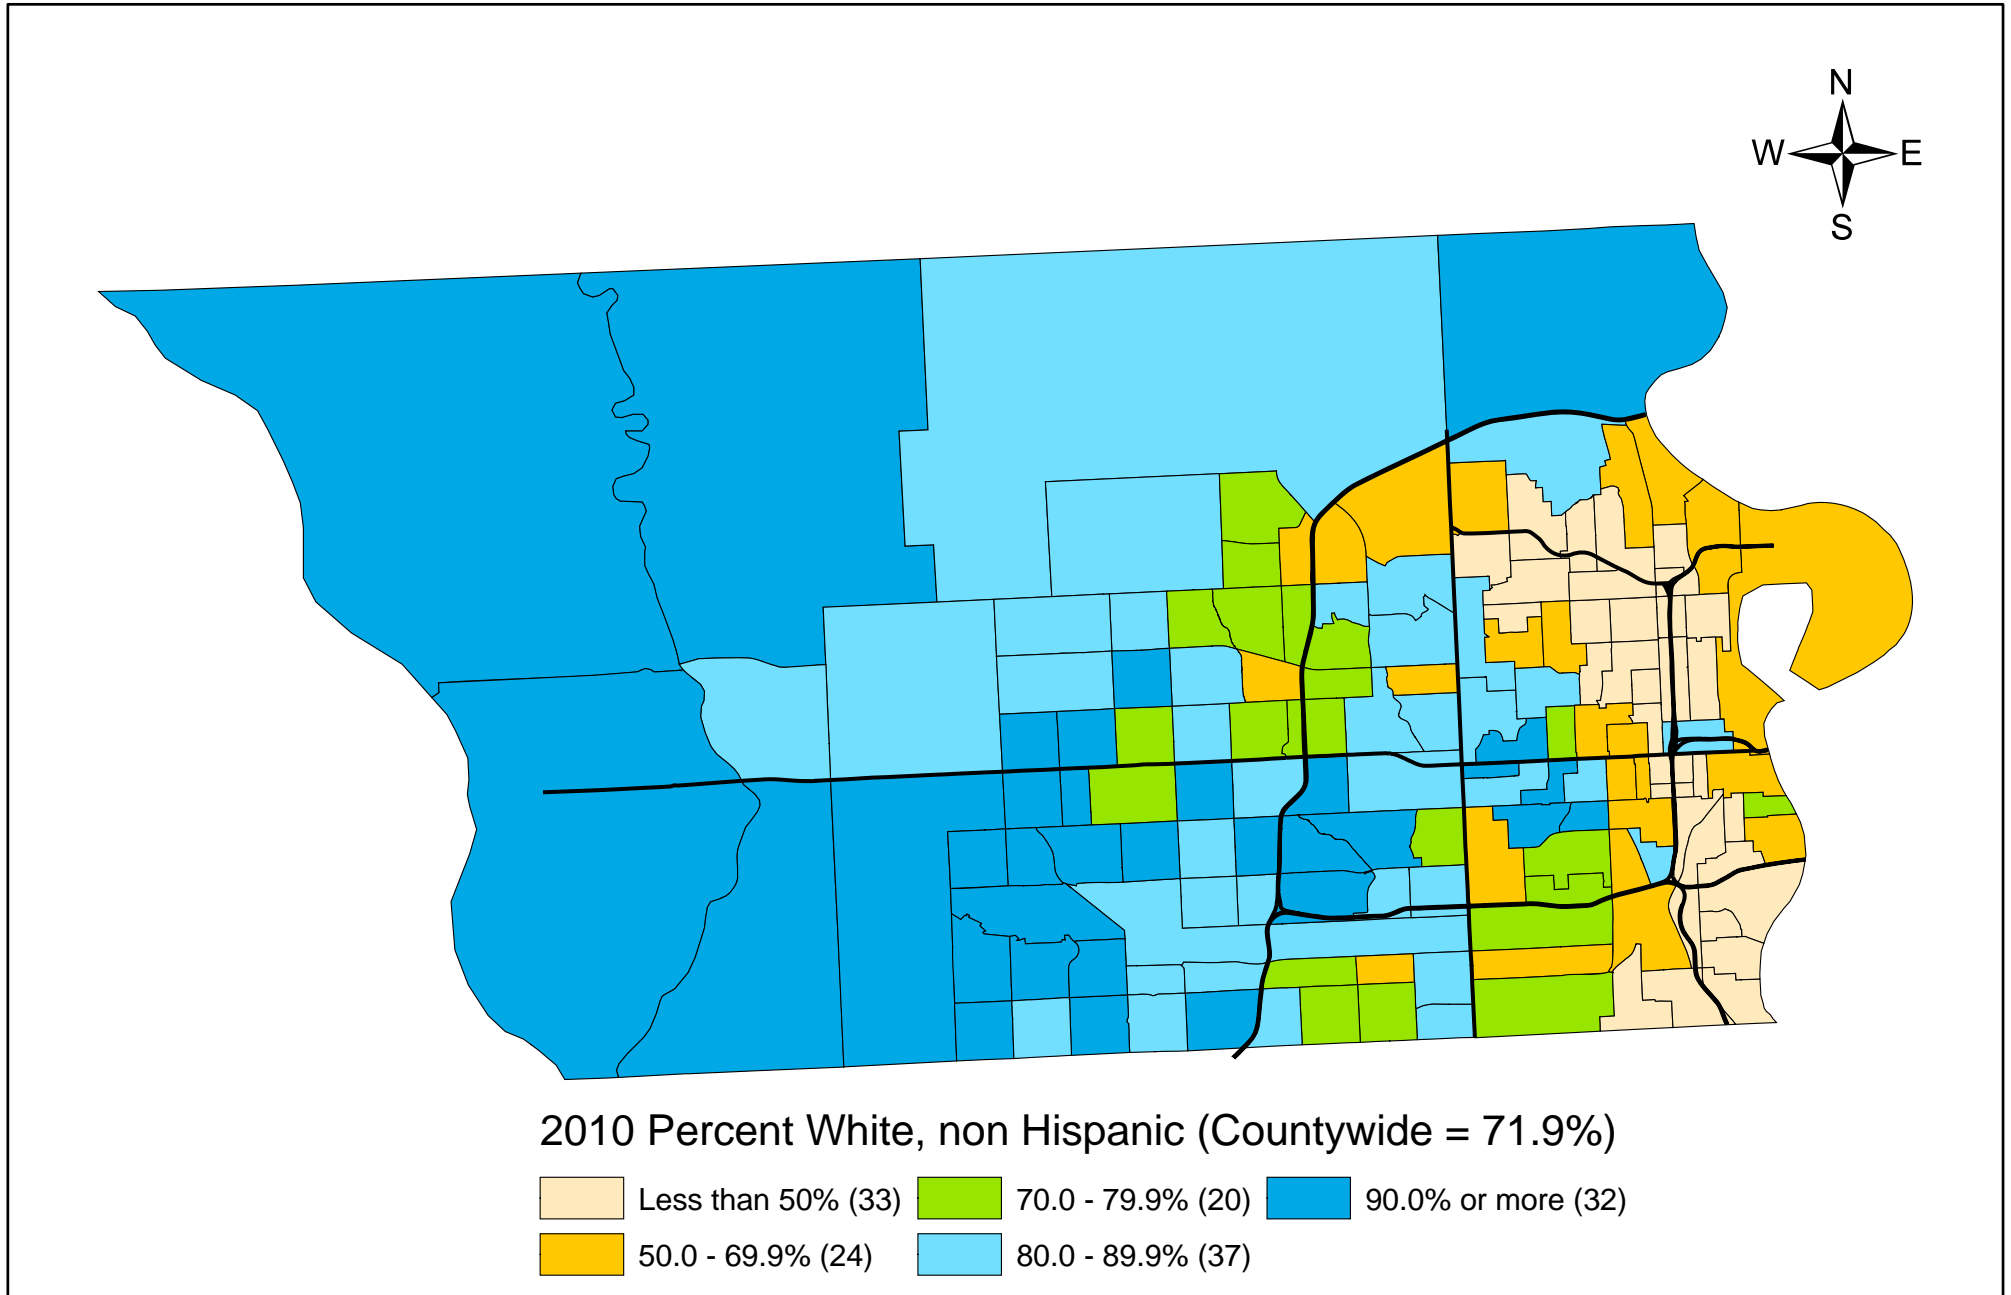 N
W E
S
2010 Percent White, non Hispanic (Countywide = 71.9%)
Less than 50% (33) 70.0 - 79.9% (20) 90.0% or more (32)
50.0 - 69.9% (24) 80.0 - 89.9% (37)